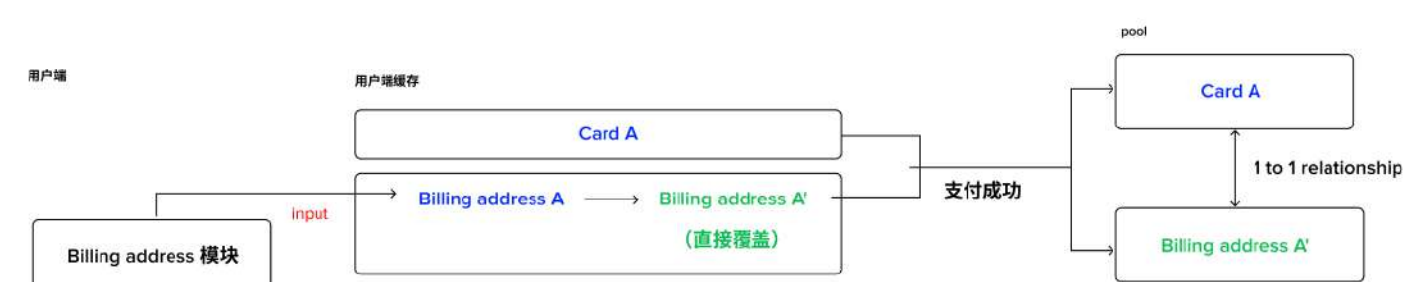 pool
用户端
用户端缓存
Card A
Card A
1 to 1 relationship
支付成功
input
Billing address A
Billing address A'
（直接覆盖）
Billing address 模块
Billing address A'